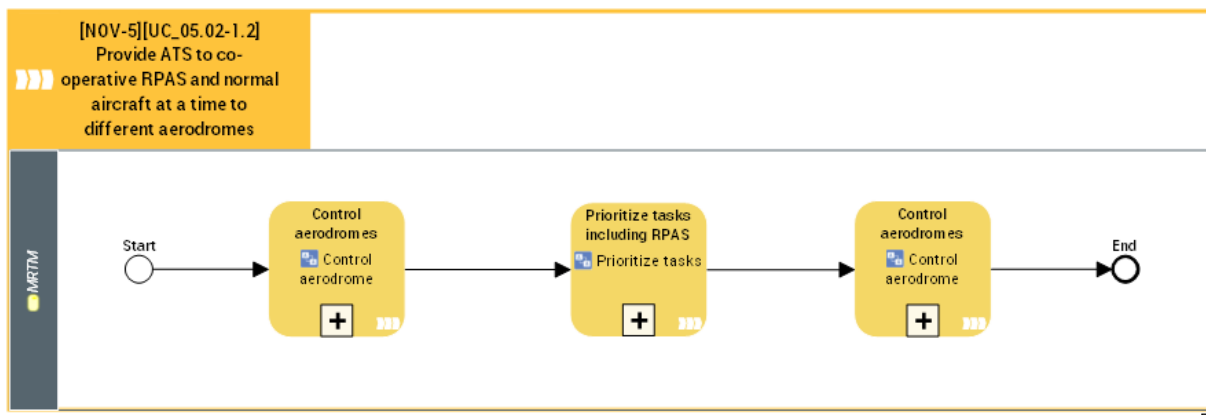 [NOV-5][UC_05.02-1.2]
Provide ATS to co-
operative RPAS and normal
aircraft at a time to
different aerodromes
MRTM
Start
Control
aerodromes
Control
aerodrome
Prioritize tasks
including RPAS
Prioritize tasks
Control
aerodromes
Control
aerodrome
End